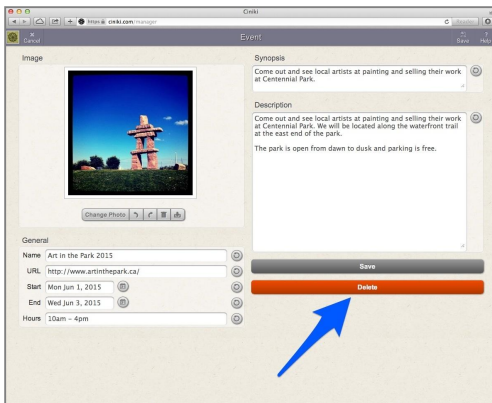 Ciniki
https ciniki.com/manager
Reader
Cancel
Event
Save
Help
Image
Change Photo
General
Name Art in the Park 2015
URL http://www.artinthepark.ca/
Start Mon Jun 1, 2015
End Wed Jun 3, 2015
Hours 10am – 4pm
Synopsis
Come out and see local artists at painting and selling their work
at Centennial Park.
Description
Come out and see local artists at painting and selling their work
at Centennial Park. We will be located along the waterfront trail
at the east end of the park.
The park is open from dawn to dusk and parking is free.
Save
Delete